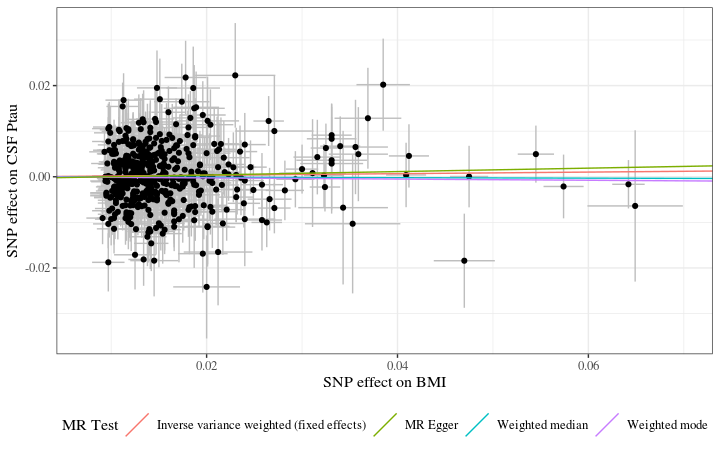 SNP effect on CSF Ptau
0.02
0.00
-0.02
0.02
0.04
0.06
SNP effect on BMI
MR Test
Inverse variance weighted (fixed effects)
MR Egger
Weighted median
Weighted mode